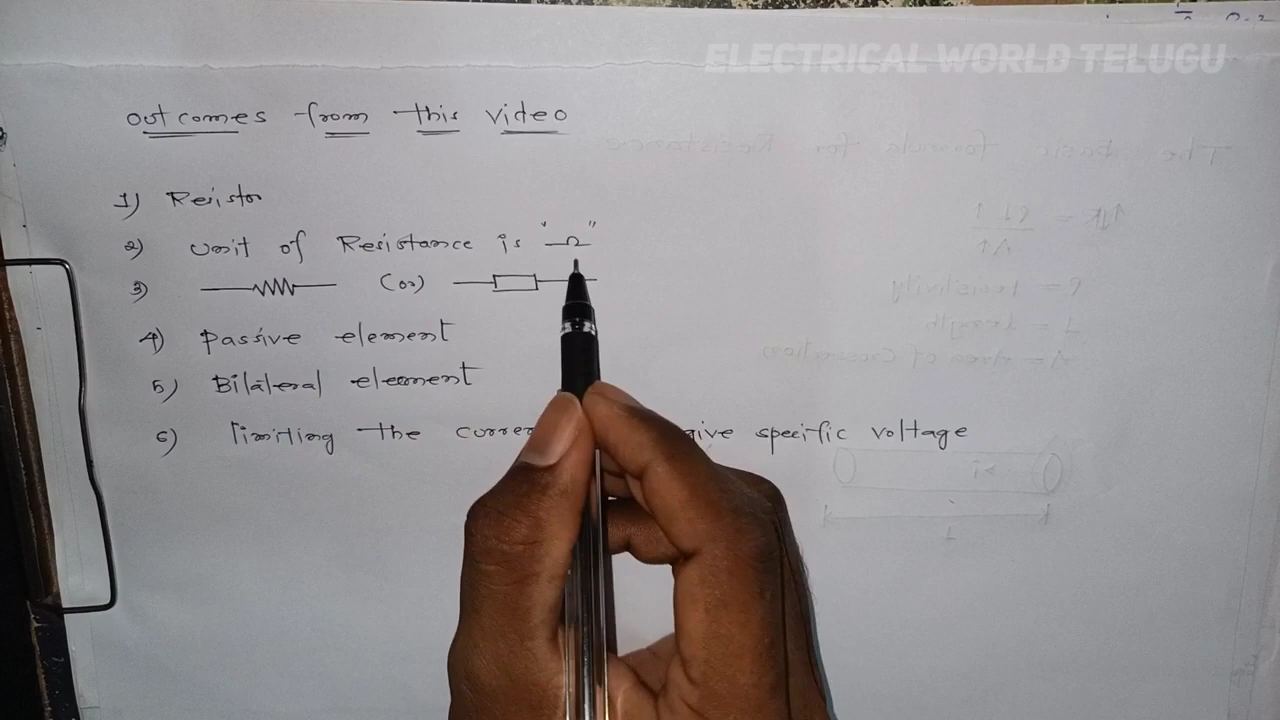 ELECTRICAL WORLD TELUGU
outcomes from this video
1) Resistor
2) unit of Resistance is "Ω"
3) (or)
4) passive element
5) Bilateral element
6) limiting the give specific voltage